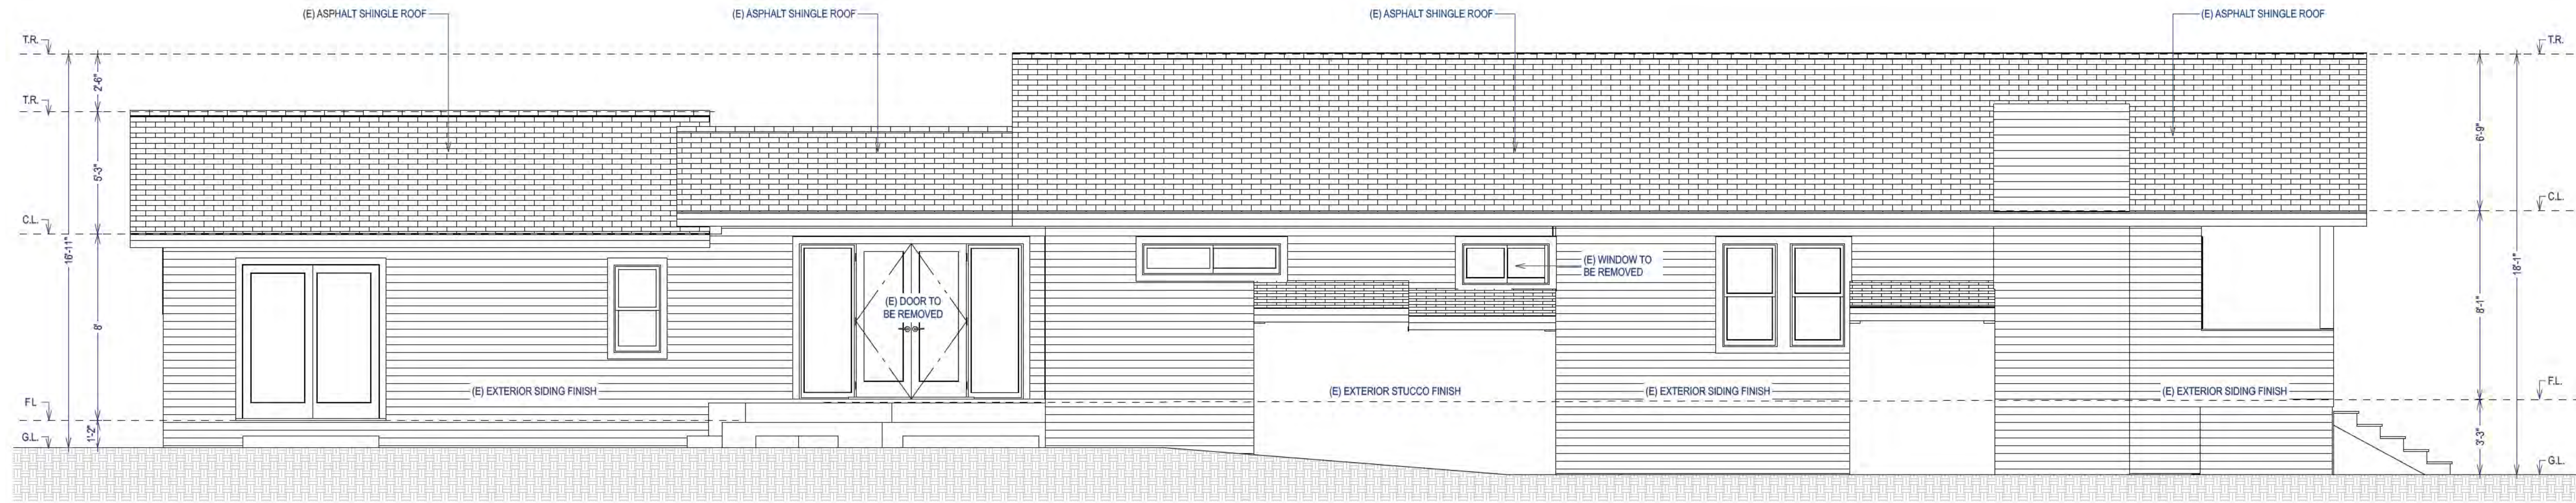 (E) ASPHALT SHINGLE ROOF
(E) ASPHALT SHINGLE ROOF
(E) ASPHALT SHINGLE ROOF
(E) ASPHALT SHINGLE ROOF
T.R.
T.R.
2'-6"
T.R.
5'-3"
6'-9"
C.L.
C.L.
16'-11"
18'-1"
(E) WINDOW TO
BE REMOVED
(E) DOOR TO
BE REMOVED
8'
8'-1"
(E) EXTERIOR SIDING FINISH
(E) EXTERIOR STUCCO FINISH
(E) EXTERIOR SIDING FINISH
(E) EXTERIOR SIDING FINISH
F.L.
FL
1'-2"
3'-3"
G.L.
G.L.